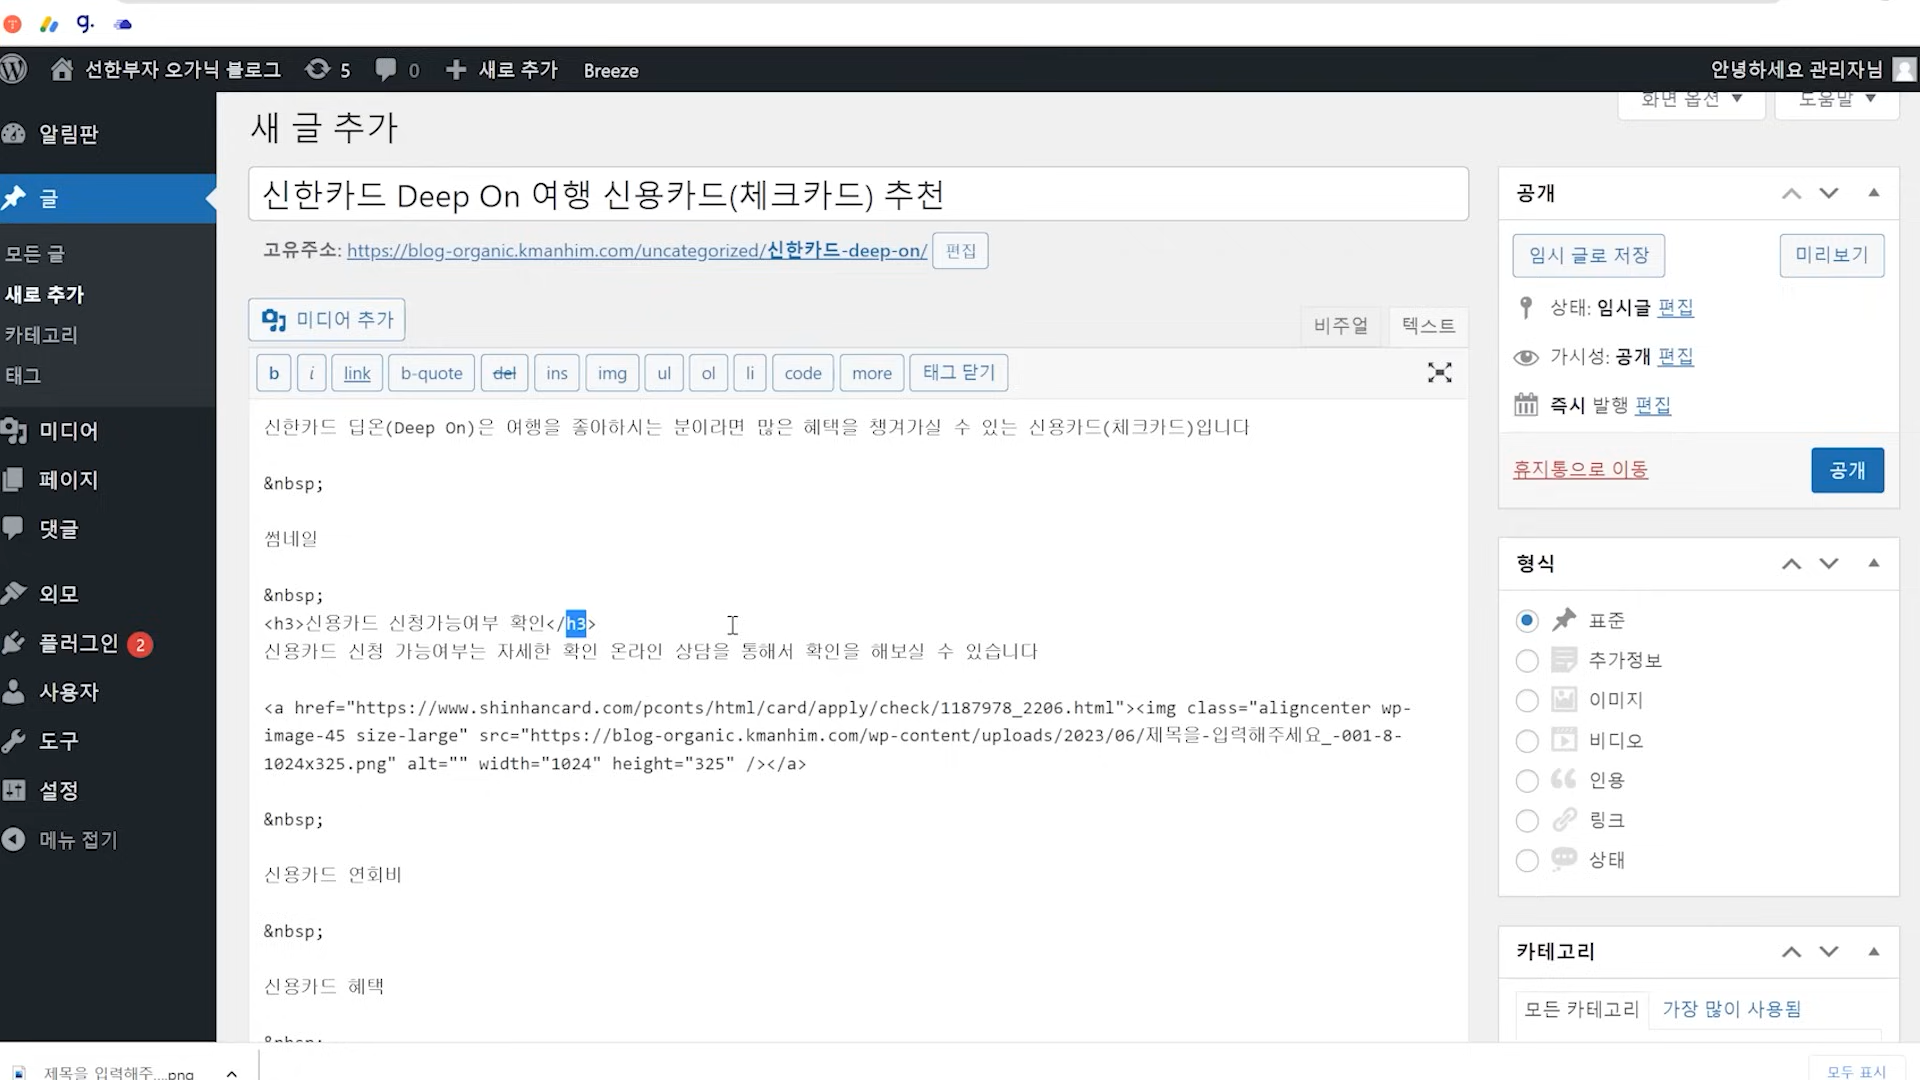 g.
선한부자 오가닉 블로그 5 0 새로 추가 Breeze 안녕하세요 관리자님
화면 옵션 도움말
알림판
글
모든 글
새로 추가
카테고리
태그
미디어
페이지
댓글
외모
플러그인 2
사용자
도구
설정
메뉴 접기
새 글 추가
신한카드 Deep On 여행 신용카드(체크카드) 추천
고유주소: https://blog-organic.kmanhim.com/uncategorized/신한카드-deep-on/ 편집
미디어 추가
비주얼 텍스트
b i link b-quote del ins img ul ol li code more 태그 닫기
신한카드 딥온(Deep On)은 여행을 좋아하시는 분이라면 많은 혜택을 챙겨가실 수 있는 신용카드(체크카드)입니다
&nbsp;
썸네일
&nbsp;
<h3>신용카드 신청가능여부 확인</h3>
신용카드 신청 가능여부는 자세한 확인 온라인 상담을 통해서 확인을 해보실 수 있습니다
<a href="https://www.shinhancard.com/pconts/html/card/apply/check/1187978_2206.html"><img class="aligncenter wp-
image-45 size-large" src="https://blog-organic.kmanhim.com/wp-content/uploads/2023/06/제목을-입력해주세요_-001-8-
1024x325.png" alt="" width="1024" height="325" /></a>
&nbsp;
신용카드 연회비
&nbsp;
신용카드 혜택
&nbsp;
공개
임시 글로 저장 미리보기
상태: 임시글 편집
가시성: 공개 편집
즉시 발행 편집
휴지통으로 이동 공개
형식
표준
추가정보
이미지
비디오
인용
링크
상태
카테고리
모든 카테고리 가장 많이 사용됨
제목을 입력해주....png
모두 표시